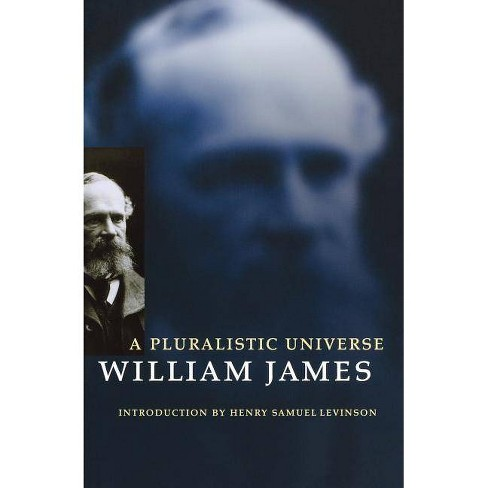 A PLURALISTIC UNIVERSE
WILLIAM JAMES
INTRODUCTION BY HENRY SAMUEL LEVINSON